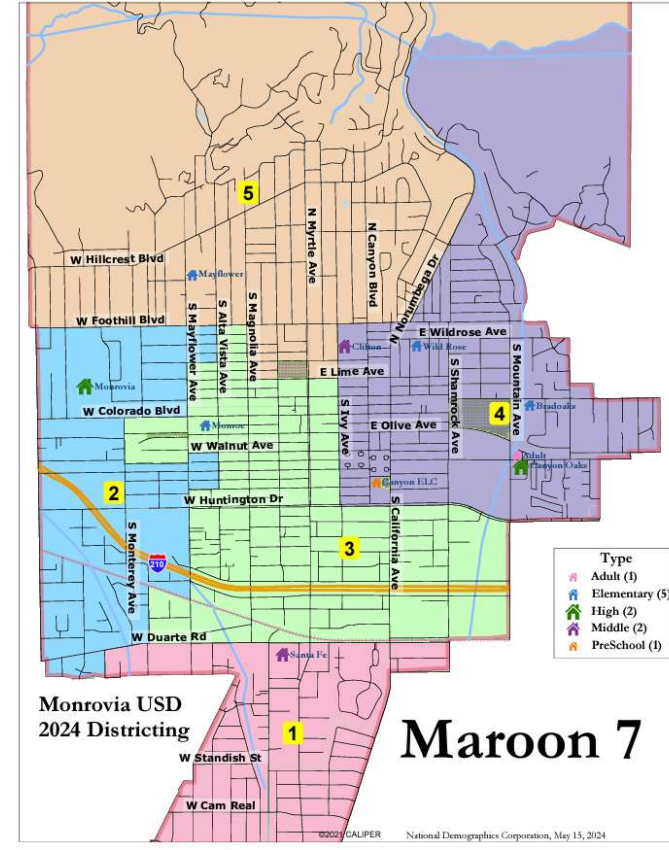 5
N Myrtle Ave
N Canyon Blvd
W Hillcrest Blvd
Mayflower
N Norumbega Dr
W Foothill Blvd
S Mayflower Ave
S Alta Vista Ave
S Magnolia Ave
E Wildrose Ave
Clifton
Wild Rose
E Lime Ave
Monrovia
S Shamrock Ave
S Mountain Ave
W Colorado Blvd
S Ivy Ave
4
Bradoaks
Monroe
E Olive Ave
W Walnut Ave
Adult
Canyon Oaks
Canyon ELC
2
W Huntington Dr
S Monterey Ave
3
S California Ave
210
W Duarte Rd
Santa Fe
Type
Adult (1)
Elementary (5)
High (2)
Middle (2)
PreSchool (1)
Monrovia USD
2024 Districting
1
Maroon 7
W Standish St
W Cam Real
©2021 CALIPER
National Demographics Corporation, May 15, 2024